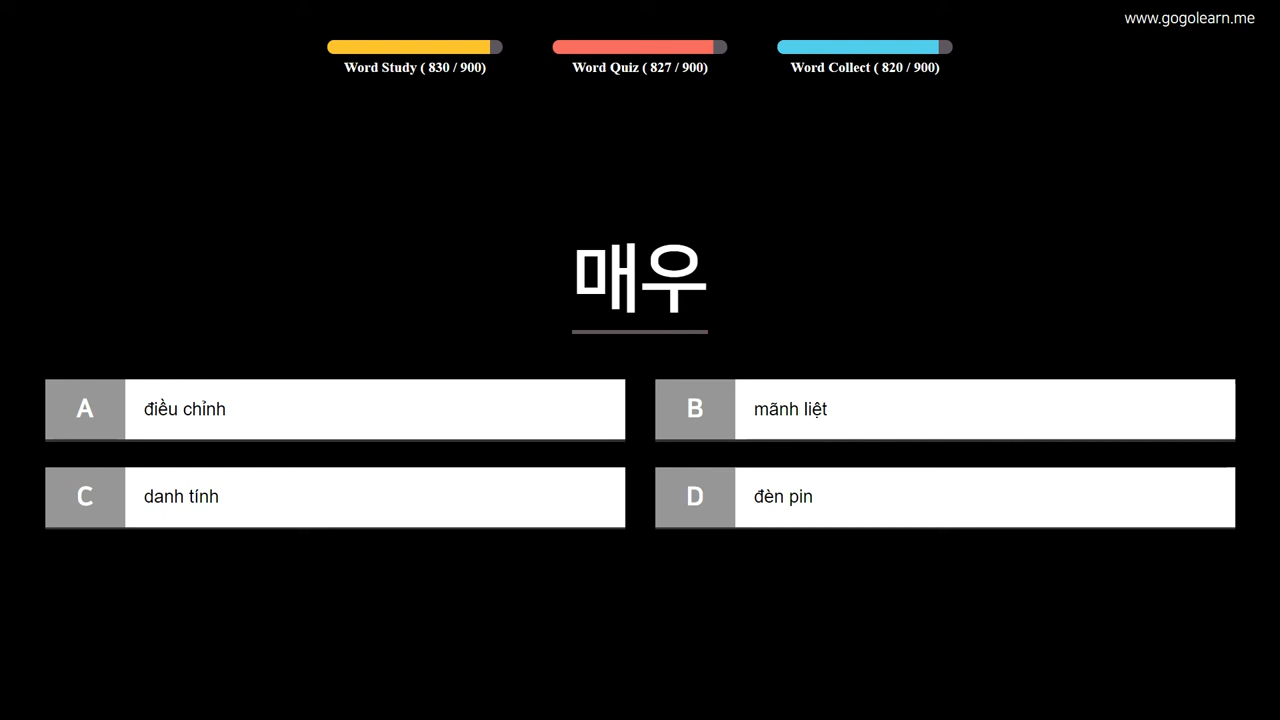 www.gogolearn.me
Word Study ( 830 / 900)
Word Quiz ( 827 / 900)
Word Collect ( 820 / 900)
매우
A điều chỉnh
B mãnh liệt
C danh tính
D đèn pin